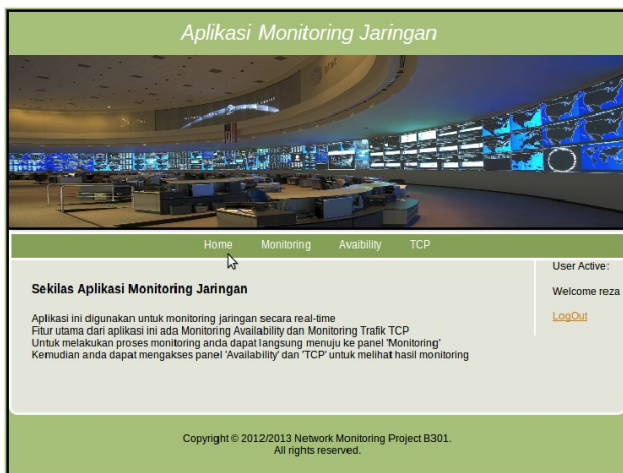 Aplikasi Monitoring Jaringan
at&t
Home Monitoring Avaibility TCP
Sekilas Aplikasi Monitoring Jaringan
Aplikasi ini digunakan untuk monitoring jaringan secara real-time
Fitur utama dari aplikasi ini ada Monitoring Availability dan Monitoring Trafik TCP
Untuk melakukan proses monitoring anda dapat langsung menuju ke panel 'Monitoring'
Kemudian anda dapat mengakses panel 'Availability' dan 'TCP' untuk melihat hasil monitoring
User Active:
Welcome reza
LogOut
Copyright © 2012/2013 Network Monitoring Project B301.
All rights reserved.